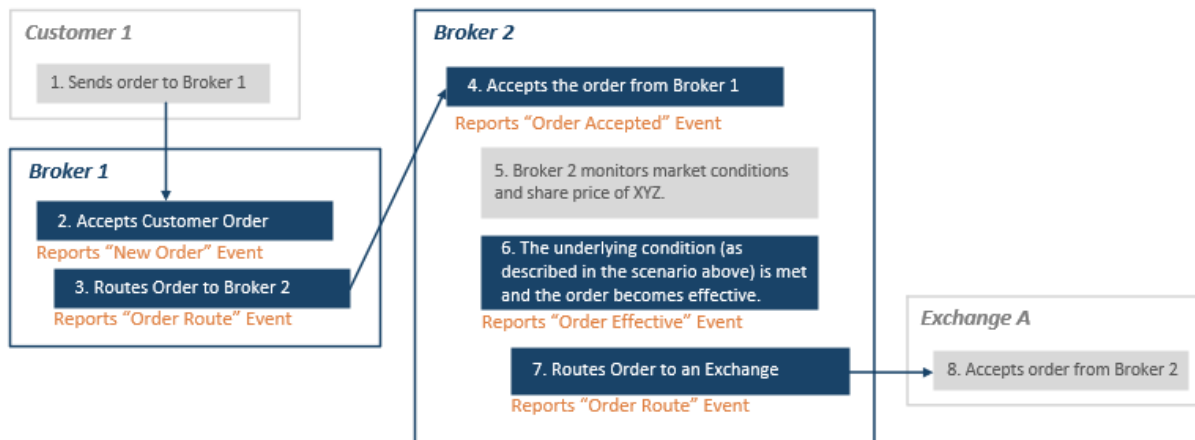 Customer 1
1. Sends order to Broker 1
Broker 1
2. Accepts Customer Order
Reports “New Order” Event
3. Routes Order to Broker 2
Reports “Order Route” Event
Broker 2
4. Accepts the order from Broker 1
Reports “Order Accepted” Event
5. Broker 2 monitors market conditions
and share price of XYZ.
6. The underlying condition (as
described in the scenario above) is met
and the order becomes effective.
Reports “Order Effective” Event
7. Routes Order to an Exchange
Reports “Order Route” Event
Exchange A
8. Accepts order from Broker 2